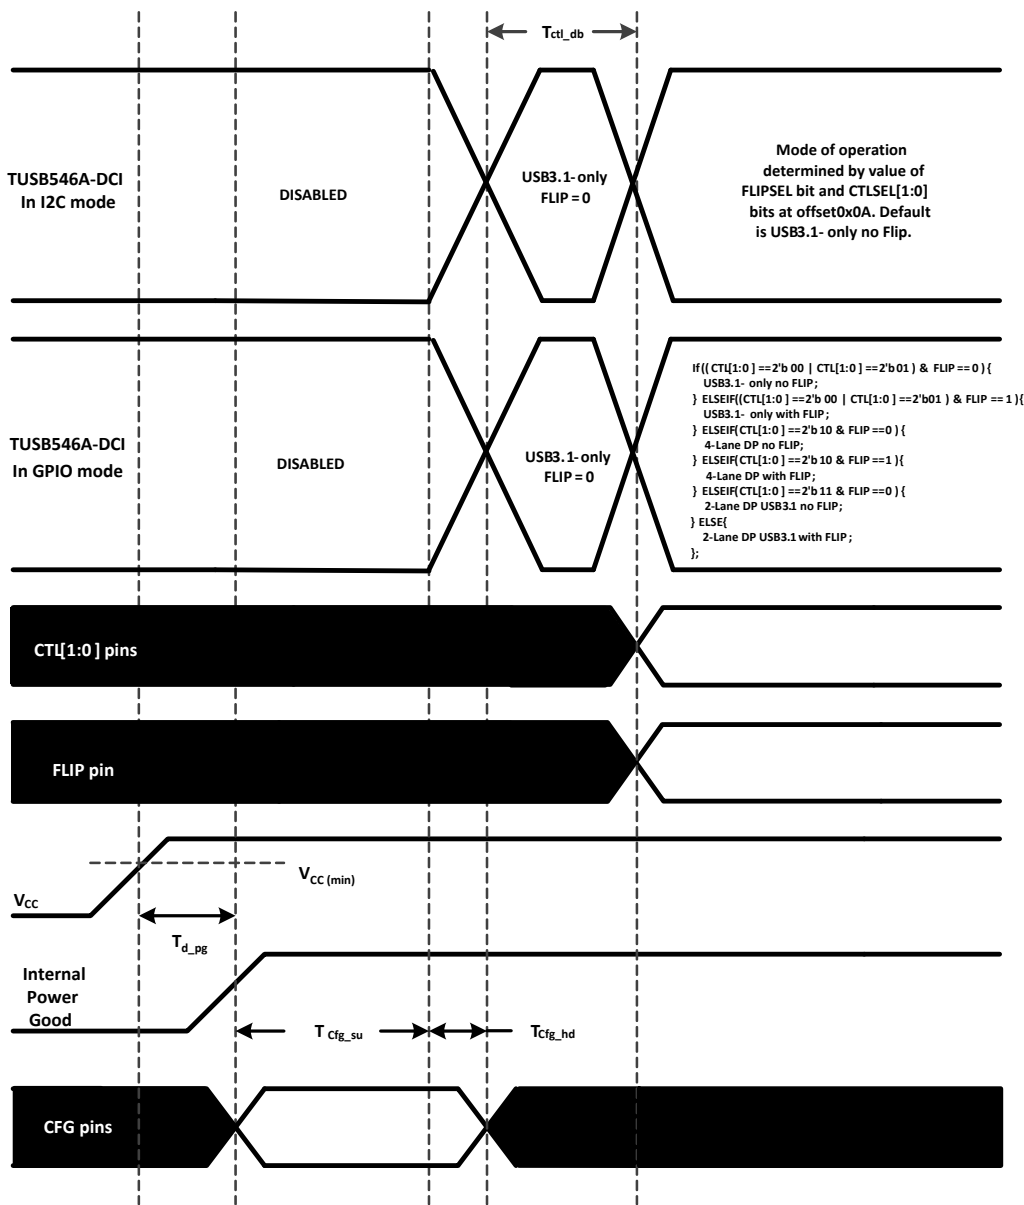 Tctl_db
TUSB546A-DCI
In I2C mode
DISABLED
USB3.1- only
FLIP = 0
Mode of operation
determined by value of
FLIPSEL bit and CTLSEL[1:0]
bits at offset0x0A. Default
is USB3.1- only no Flip.
TUSB546A-DCI
In GPIO mode
DISABLED
USB3.1- only
FLIP = 0
If(( CTL[1:0 ] ==2'b 00 | CTL[1:0 ] ==2'b 01 ) & FLIP == 0 ) {
USB3.1- only no FLIP;
} ELSEIF((CTL[1:0 ] ==2'b 00 | CTL[1:0 ] ==2'b01 ) & FLIP == 1 ){
USB3.1- only with FLIP;
} ELSEIF(CTL[1:0 ] ==2'b 10 & FLIP ==0 ) {
4-Lane DP no FLIP;
} ELSEIF(CTL[1:0 ] ==2'b 10 & FLIP ==1 ){
4-Lane DP with FLIP;
} ELSEIF(CTL[1:0 ] ==2'b 11 & FLIP ==0 ) {
2-Lane DP USB3.1 no FLIP;
} ELSE{
2-Lane DP USB3.1 with FLIP ;
};
CTL[1:0 ] pins
FLIP pin
VCC (min)
VCC
Td_pg
Internal
Power
Good
T Cfg_su
TCfg_hd
CFG pins